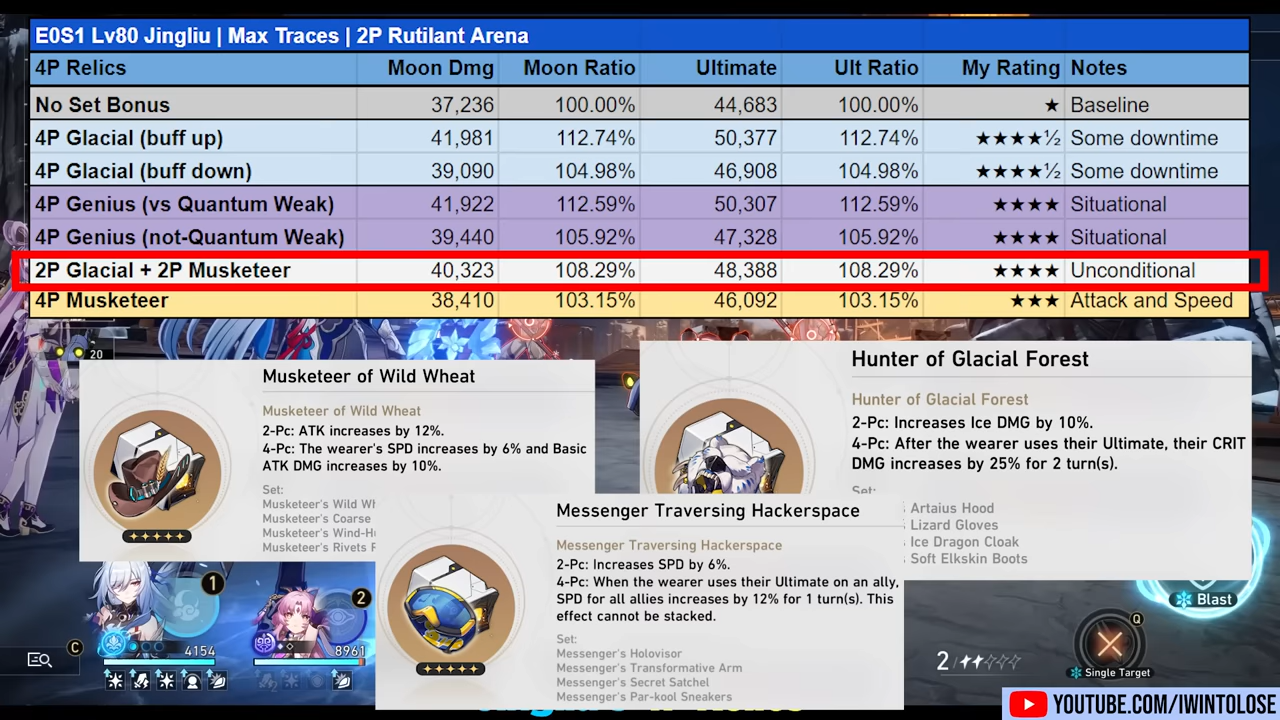 E0S1 Lv80 Jingliu | Max Traces | 2P Rutilant Arena
4P Relics Moon Dmg Moon Ratio Ultimate Ult Ratio My Rating Notes
No Set Bonus 37,236 100.00% 44,683 100.00% ★ Baseline
4P Glacial (buff up) 41,981 112.74% 50,377 112.74% ★★★★½ Some downtime
4P Glacial (buff down) 39,090 104.98% 46,908 104.98% ★★★★½ Some downtime
4P Genius (vs Quantum Weak) 41,922 112.59% 50,307 112.59% ★★★★ Situational
4P Genius (not-Quantum Weak) 39,440 105.92% 47,328 105.92% ★★★★ Situational
2P Glacial + 2P Musketeer 40,323 108.29% 48,388 108.29% ★★★★ Unconditional
4P Musketeer 38,410 103.15% 46,092 103.15% ★★★ Attack and Speed
20
Musketeer of Wild Wheat
Musketeer of Wild Wheat
2-Pc: ATK increases by 12%.
4-Pc: The wearer's SPD increases by 6% and Basic
ATK DMG increases by 10%.
Set:
Musketeer's Wild
Musketeer's Coarse
Musketeer's
Musketeer's Rivets
Hunter of Glacial Forest
Hunter of Glacial Forest
2-Pc: Increases Ice DMG by 10%.
4-Pc: After the wearer uses their Ultimate, their CRIT
DMG increases by 25% for 2 turn(s).
Set:
Artaius Hood
Lizard Gloves
Ice Dragon Cloak
Soft Elkskin Boots
Messenger Traversing Hackerspace
Messenger Traversing Hackerspace
2-Pc: Increases SPD by 6%.
4-Pc: When the wearer uses their Ultimate on an ally,
SPD for all allies increases by 12% for 1 turn(s). This
effect cannot be stacked.
Set:
Messenger's Holovisor
Messenger's Transformative Arm
Messenger's Secret Satchel
Messenger's Par-kool Sneakers
1
2
C
4154
8961
Blast
Q
2
Single Target
YOUTUBE.COM/IWINTOLOSE